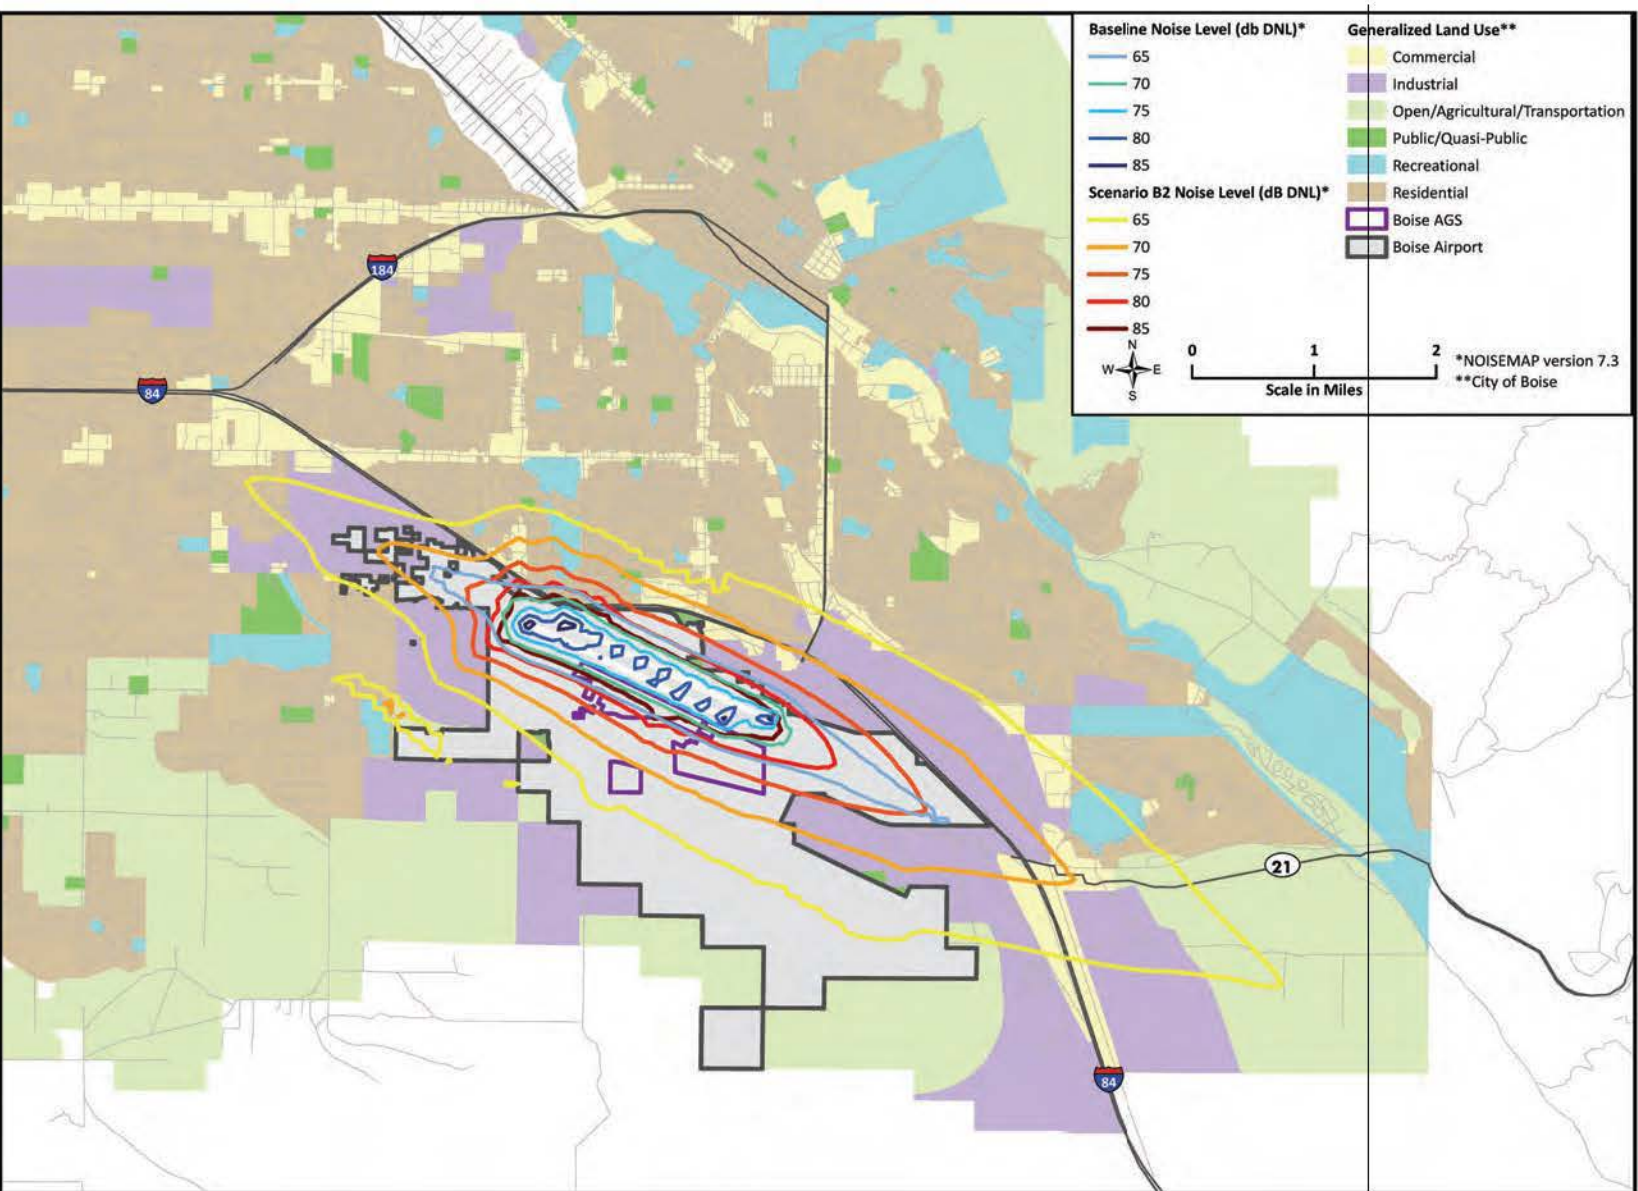 Baseline Noise Level (db DNL)*
65
70
75
80
85
Scenario B2 Noise Level (dB DNL)*
65
70
75
80
85
Generalized Land Use**
Commercial
Industrial
Open/Agricultural/Transportation
Public/Quasi-Public
Recreational
Residential
Boise AGS
Boise Airport
N
W E
S
0 1 2
Scale in Miles
*NOISEMAP version 7.3
**City of Boise
184
84
21
84